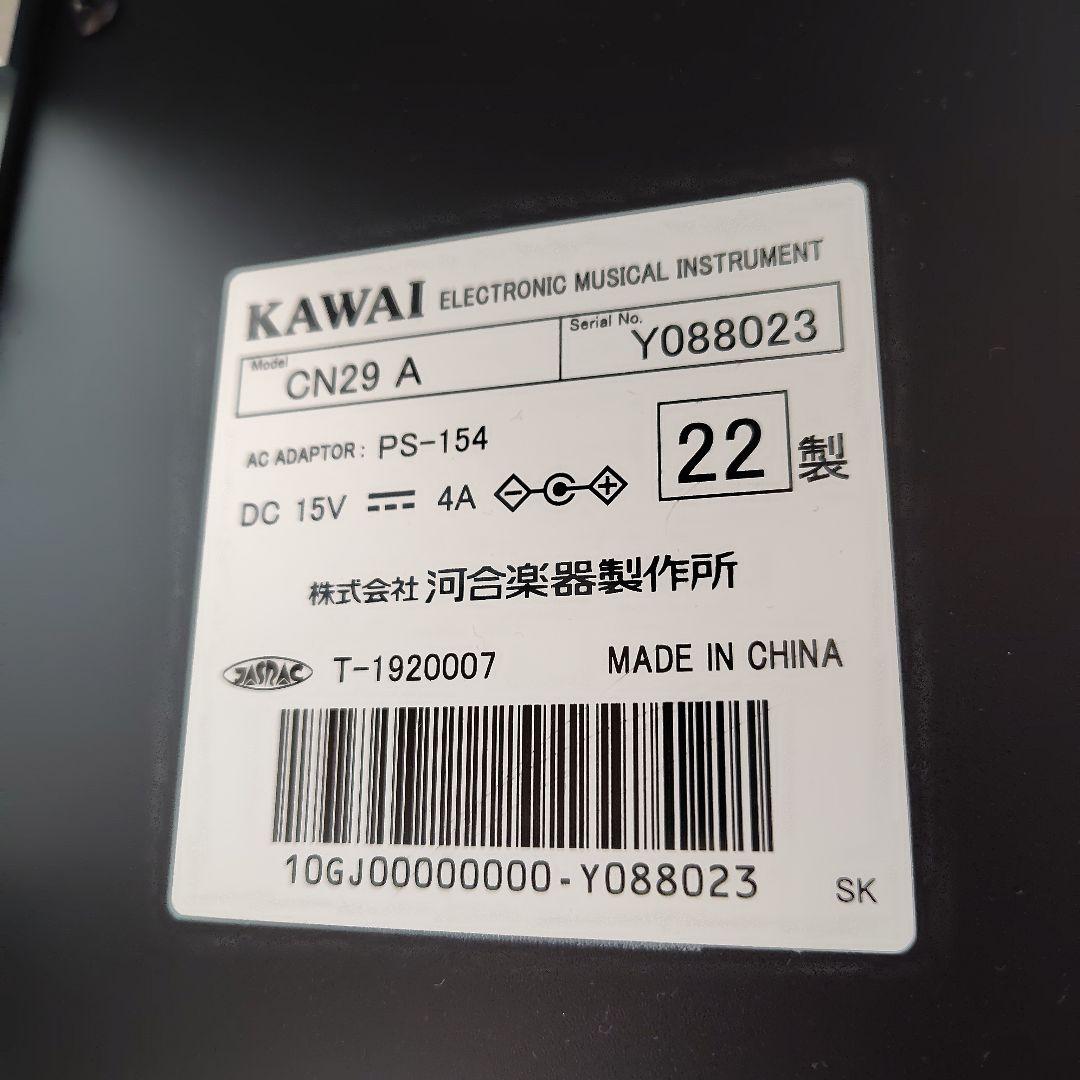 KAWAI ELECTRONIC MUSICAL INSTRUMENT
Model CN29 A Serial No. Y088023
AC ADAPTOR: PS-154
22 製
DC 15V 4A
株式会社 河合楽器製作所
JASRAC T-1920007 MADE IN CHINA
10GJ00000000-Y088023
SK